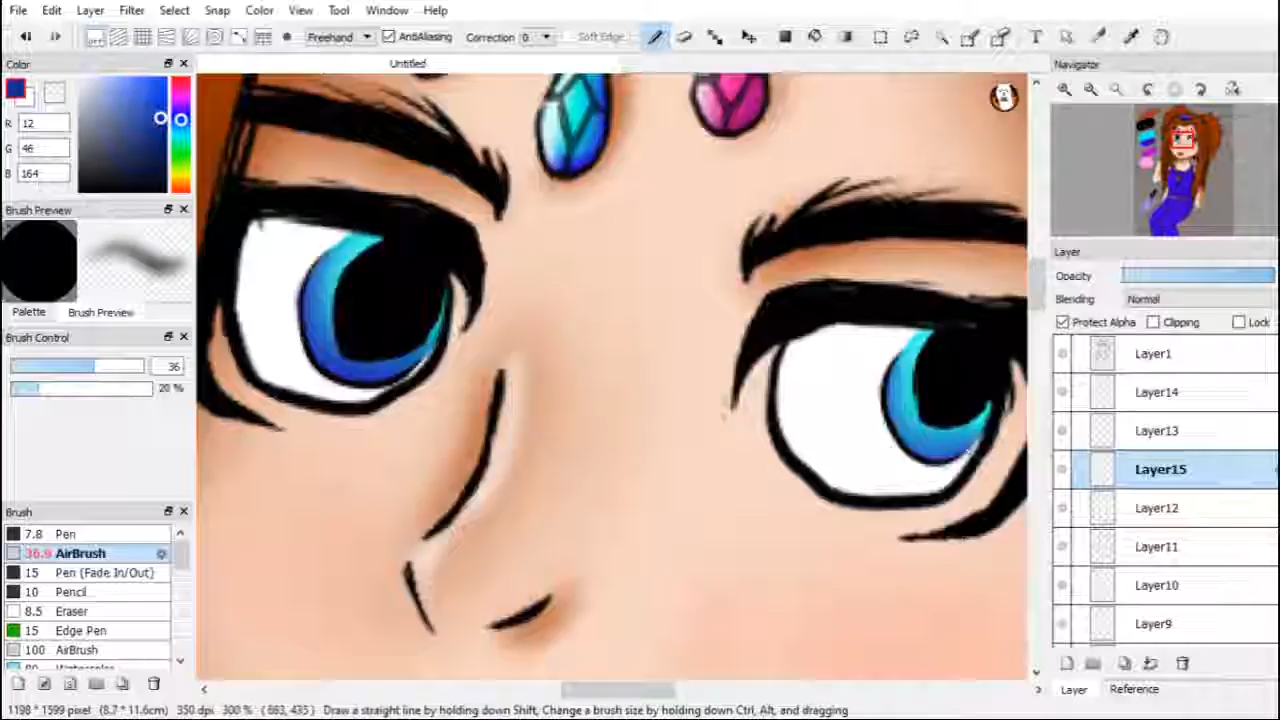 File Edit Layer Filter Select Snap Color View Tool Window Help
OFF Freehand AntiAliasing Correction 0 Soft Edge
Color
Untitled
Navigator
R 12
G 46
B 164
Brush Preview
Palette Brush Preview
Brush Control
36
20 %
Layer
Opacity
Blending Normal
Protect Alpha Clipping Lock
Layer1
Layer14
Layer13
Layer15
Layer12
Layer11
Layer10
Layer9
Layer Reference
Brush
7.8 Pen
36.9 AirBrush
15 Pen (Fade In/Out)
10 Pencil
8.5 Eraser
15 Edge Pen
100 AirBrush
80 Watercolor
1198 * 1599 pixel (8.7 * 11.6cm) 350 dpi 300 % ( 663, 435 ) Draw a straight line by holding down Shift, Change a brush size by holding down Ctrl, Alt, and dragging